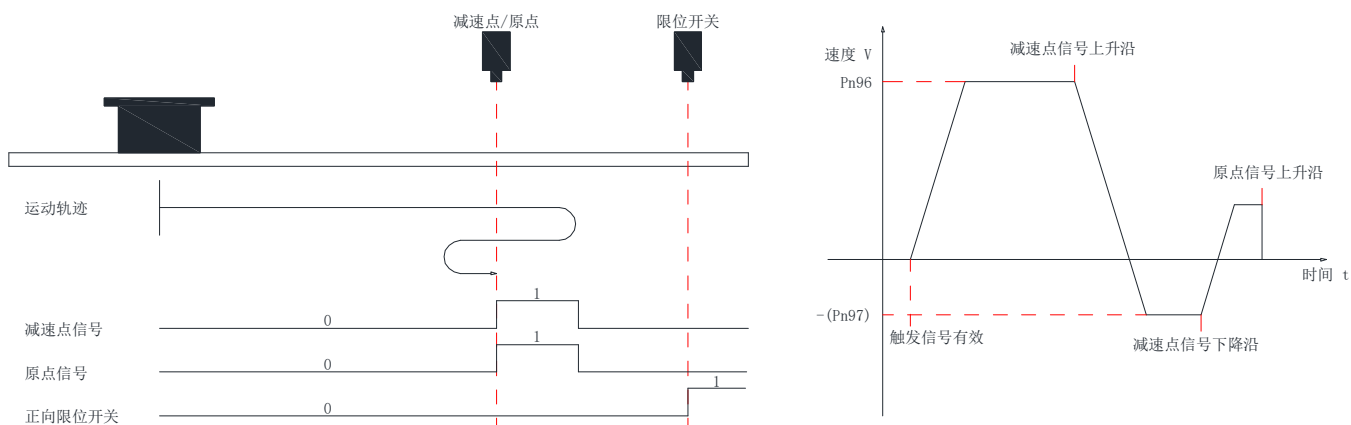 减速点/原点
限位开关
运动轨迹
减速点信号
0
1
原点信号
0
1
正向限位开关
0
1
速度 V
Pn96
减速点信号上升沿
原点信号上升沿
时间 t
-(Pn97)
触发信号有效
减速点信号下降沿